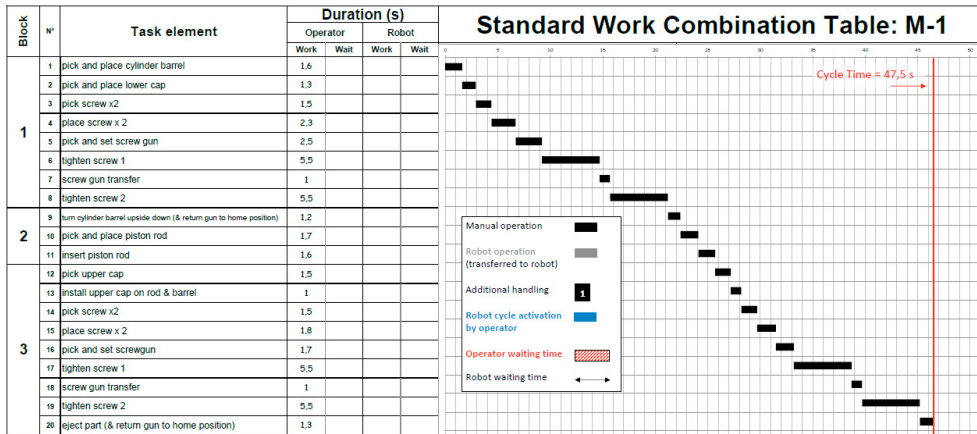 Standard Work Combination Table: M-1
Block N° Task element Duration (s)
Operator Robot
Work Wait Work Wait
0 5 10 15 20 25 30 35 40 45 50
Cycle Time = 47,5 s
1
1 pick and place cylinder barrel 1,6
2 pick and place lower cap 1,3
3 pick screw x2 1,5
4 place screw x 2 2,3
5 pick and set screw gun 2,5
6 tighten screw 1 5,5
7 screw gun transfer 1
8 tighten screw 2 5,5
2
9 turn cylinder barrel upside down (& return gun to home position) 1,2
10 pick and place piston rod 1,7
11 insert piston rod 1,6
3
12 pick upper cap 1,5
13 install upper cap on rod & barrel 1
14 pick screw x2 1,5
15 place screw x 2 1,8
16 pick and set screwgun 1,7
17 tighten screw 1 5,5
18 screw gun transfer 1
19 tighten screw 2 5,5
20 eject part (& return gun to home position) 1,3
Manual operation
Robot operation
(transferred to robot)
Additional handling 1
Robot cycle activation
by operator
Operator waiting time
Robot waiting time